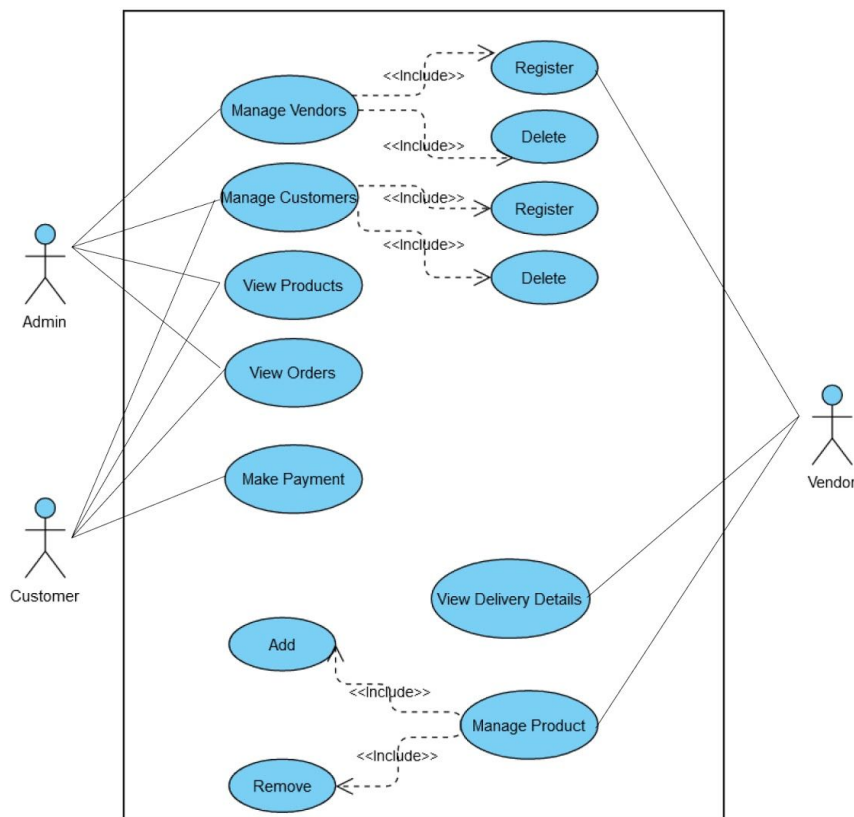 <<Include>>
Register
Manage Vendors
Delete
<<Include>>
Manage Customers
<<Include>>
Register
<<Include>>
Delete
View Products
Admin
View Orders
Make Payment
Vendor
Customer
View Delivery Details
Add
<<Include>>
Manage Product
<<Include>>
Remove